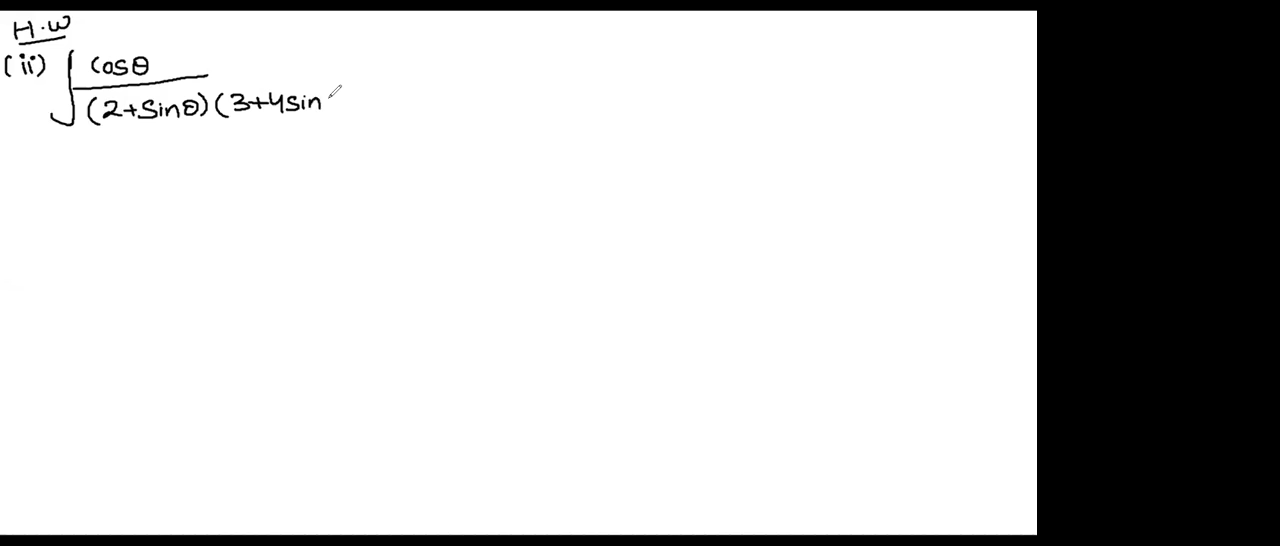 H.W
(ii) ∫ cosθ
(2+sinθ)(3+4sin